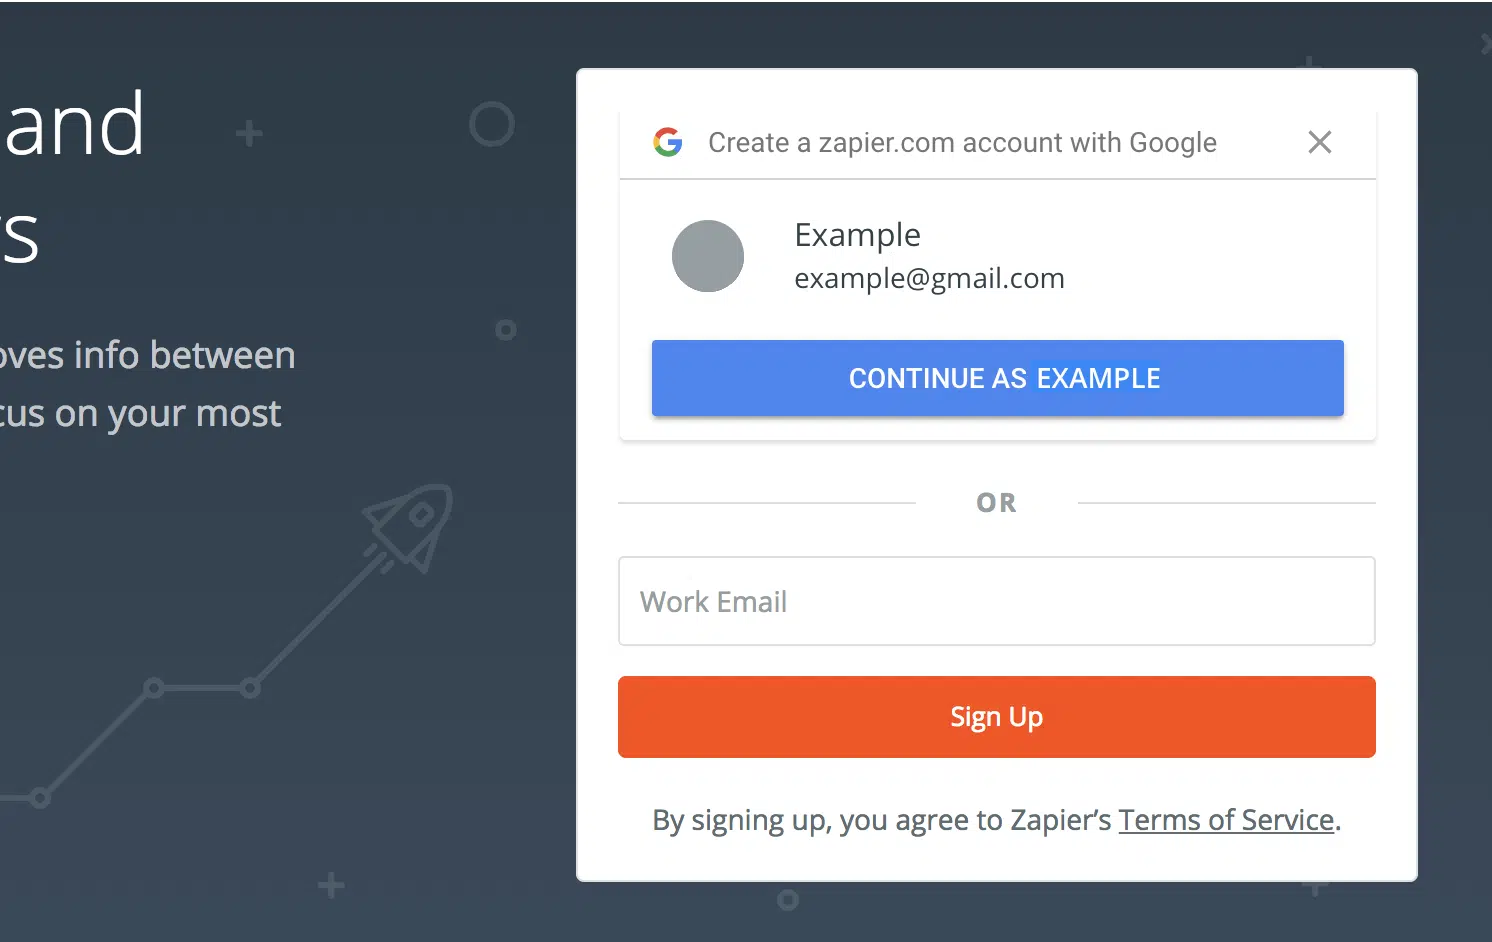 and
Create a zapier.com account with Google
Example
example@gmail.com
oves info between
cus on your most
CONTINUE AS EXAMPLE
OR
Work Email
Sign Up
By signing up, you agree to Zapier’s Terms of Service.